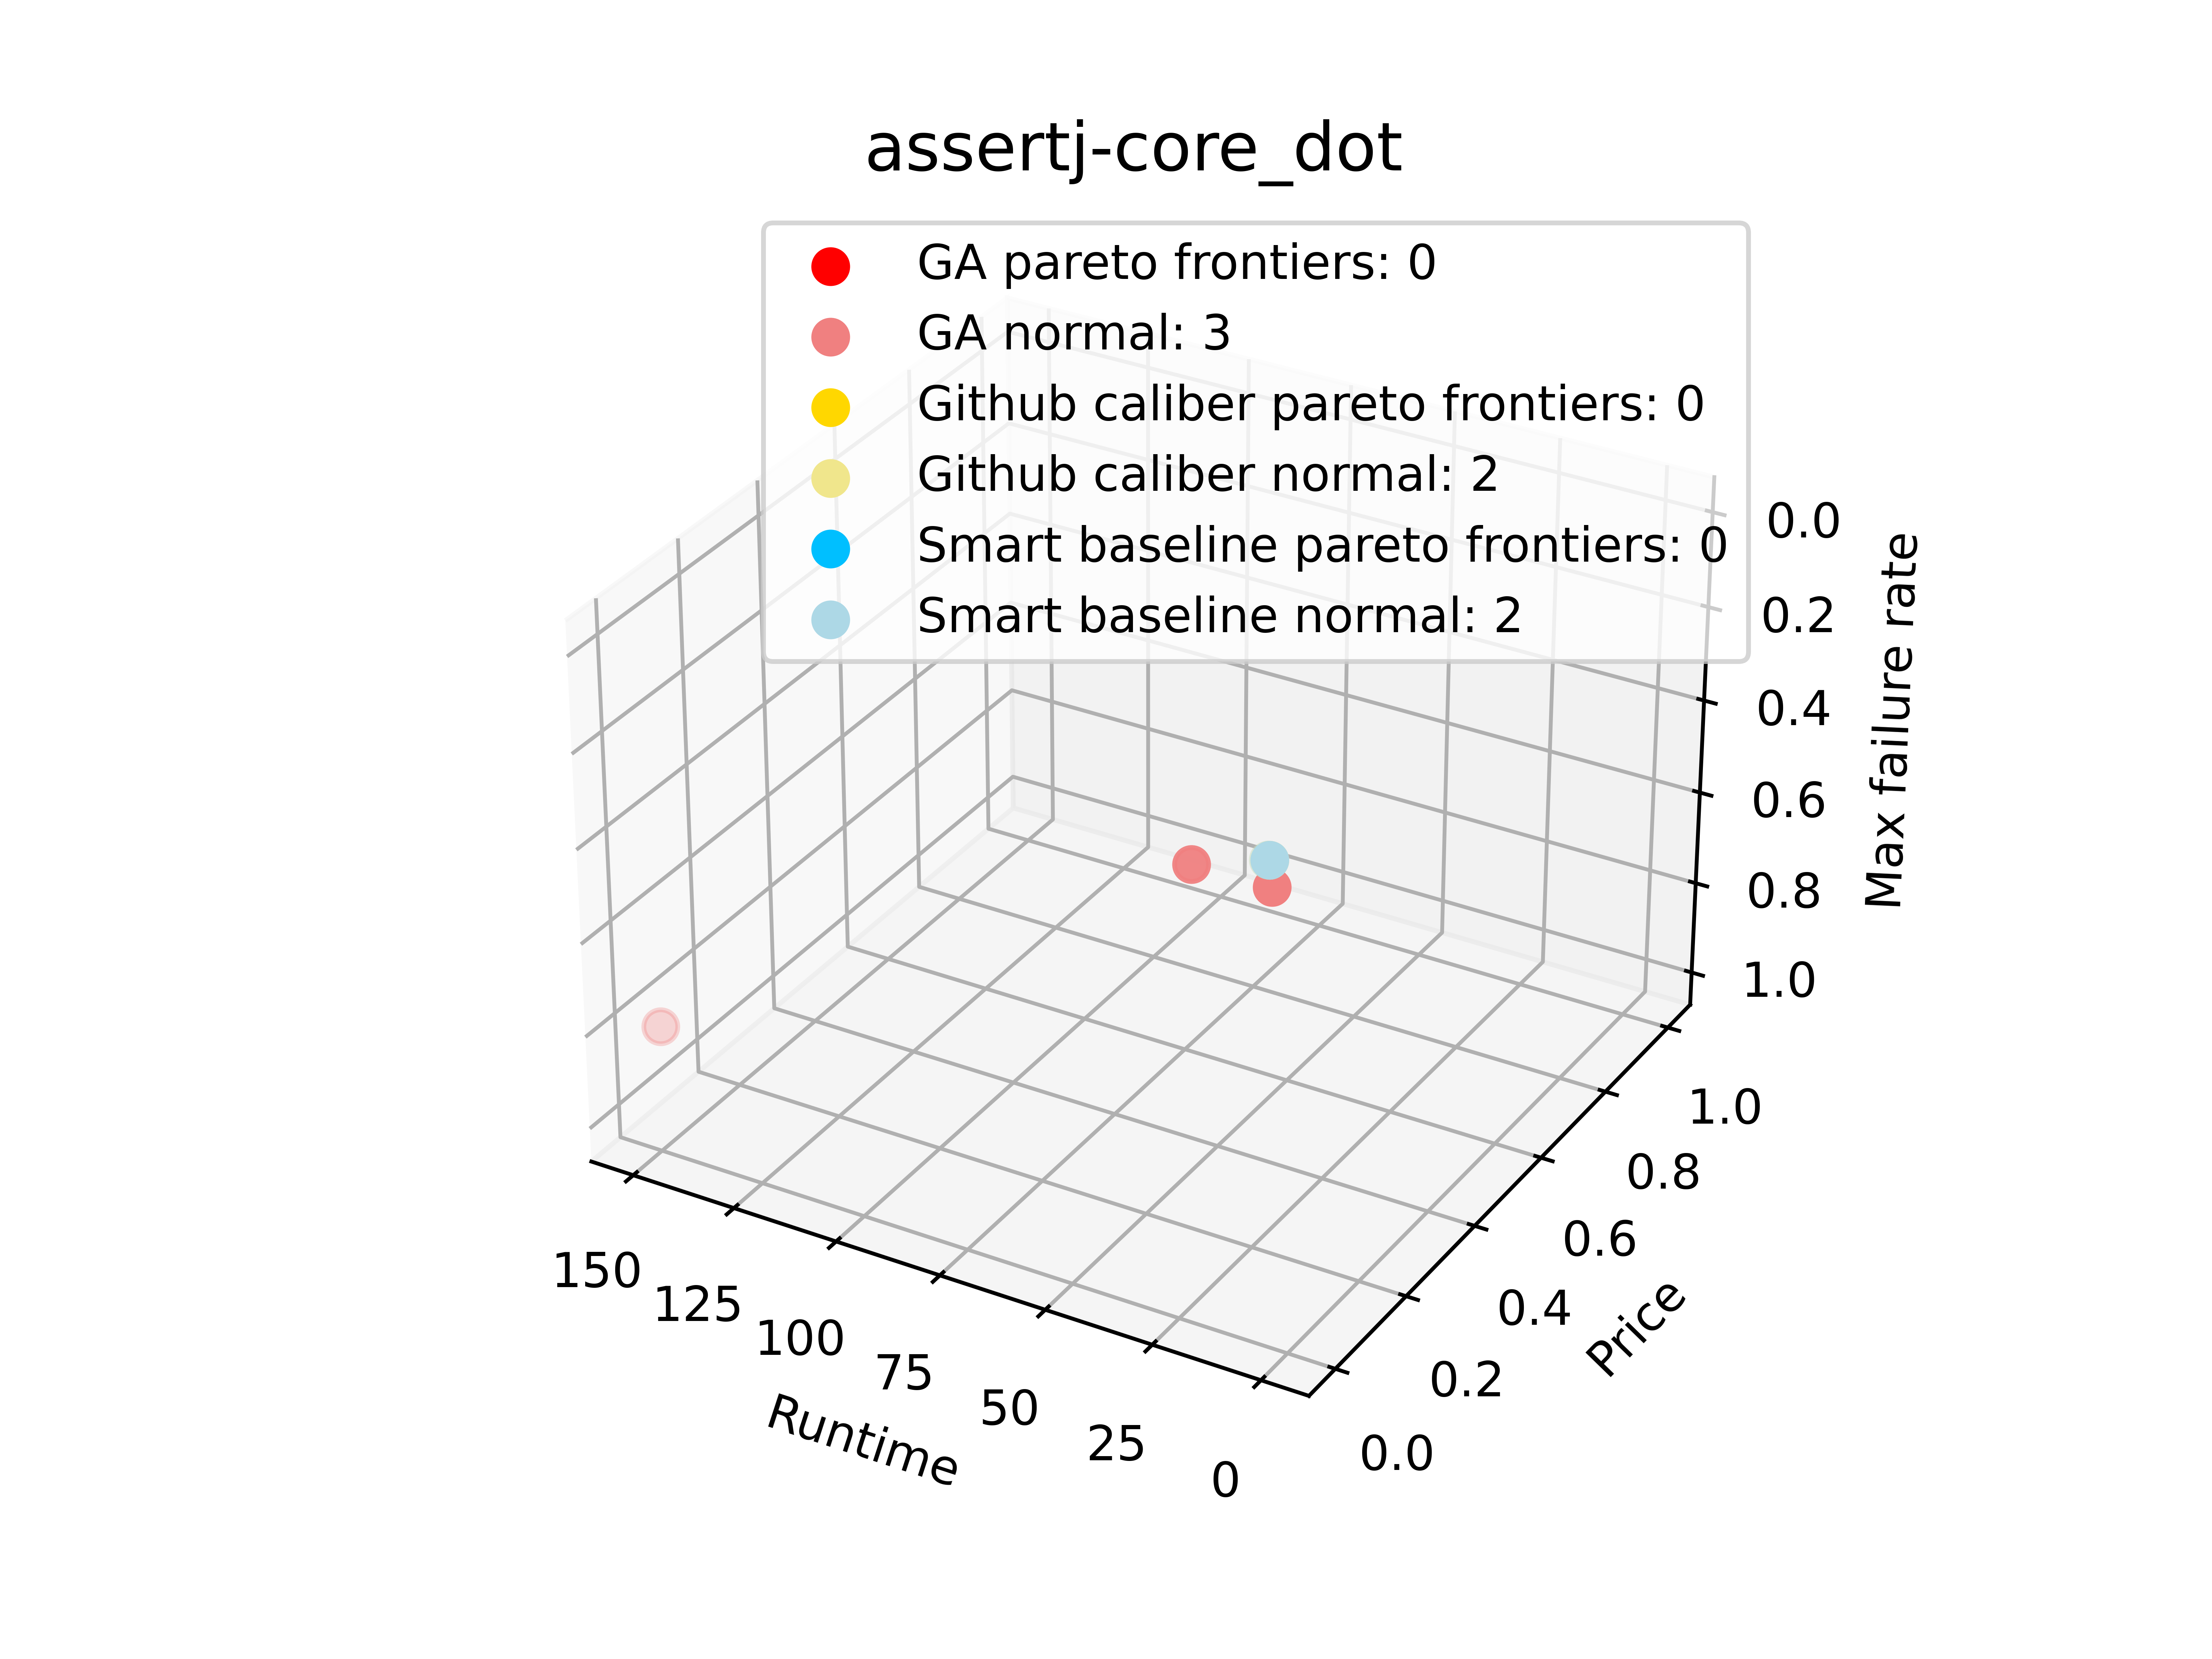 assertj-core_dot
GA pareto frontiers: 0
GA normal: 3
Github caliber pareto frontiers: 0
Github caliber normal: 2
Smart baseline pareto frontiers: 0
Smart baseline normal: 2
0.0
0.2
0.4
0.6
0.8
1.0
Max failure rate
1.0
0.8
0.6
0.4
0.2
0.0
Price
150
125
100
75
50
25
0
Runtime